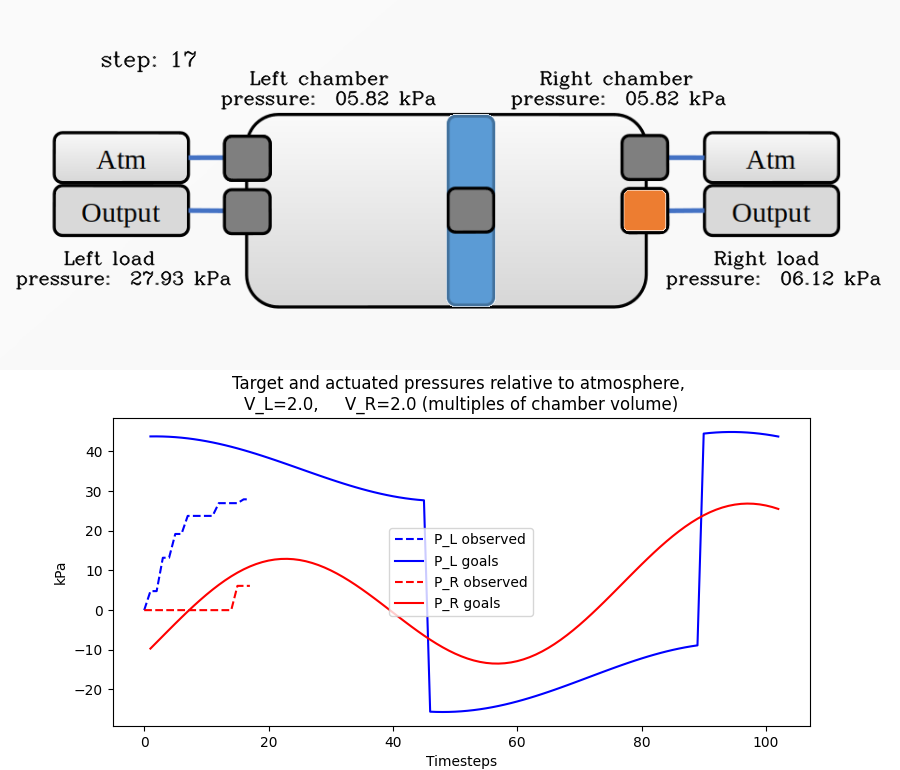 step: 17
Left chamber
pressure: 05.82 kPa
Right chamber
pressure: 05.82 kPa
Atm
Output
Atm
Output
Left load
pressure: 27.93 kPa
Right load
pressure: 06.12 kPa
Target and actuated pressures relative to atmosphere,
V_L=2.0, V_R=2.0 (multiples of chamber volume)
kPa
40
30
20
10
0
−10
−20
P_L observed
P_L goals
P_R observed
P_R goals
0 20 40 60 80 100
Timesteps